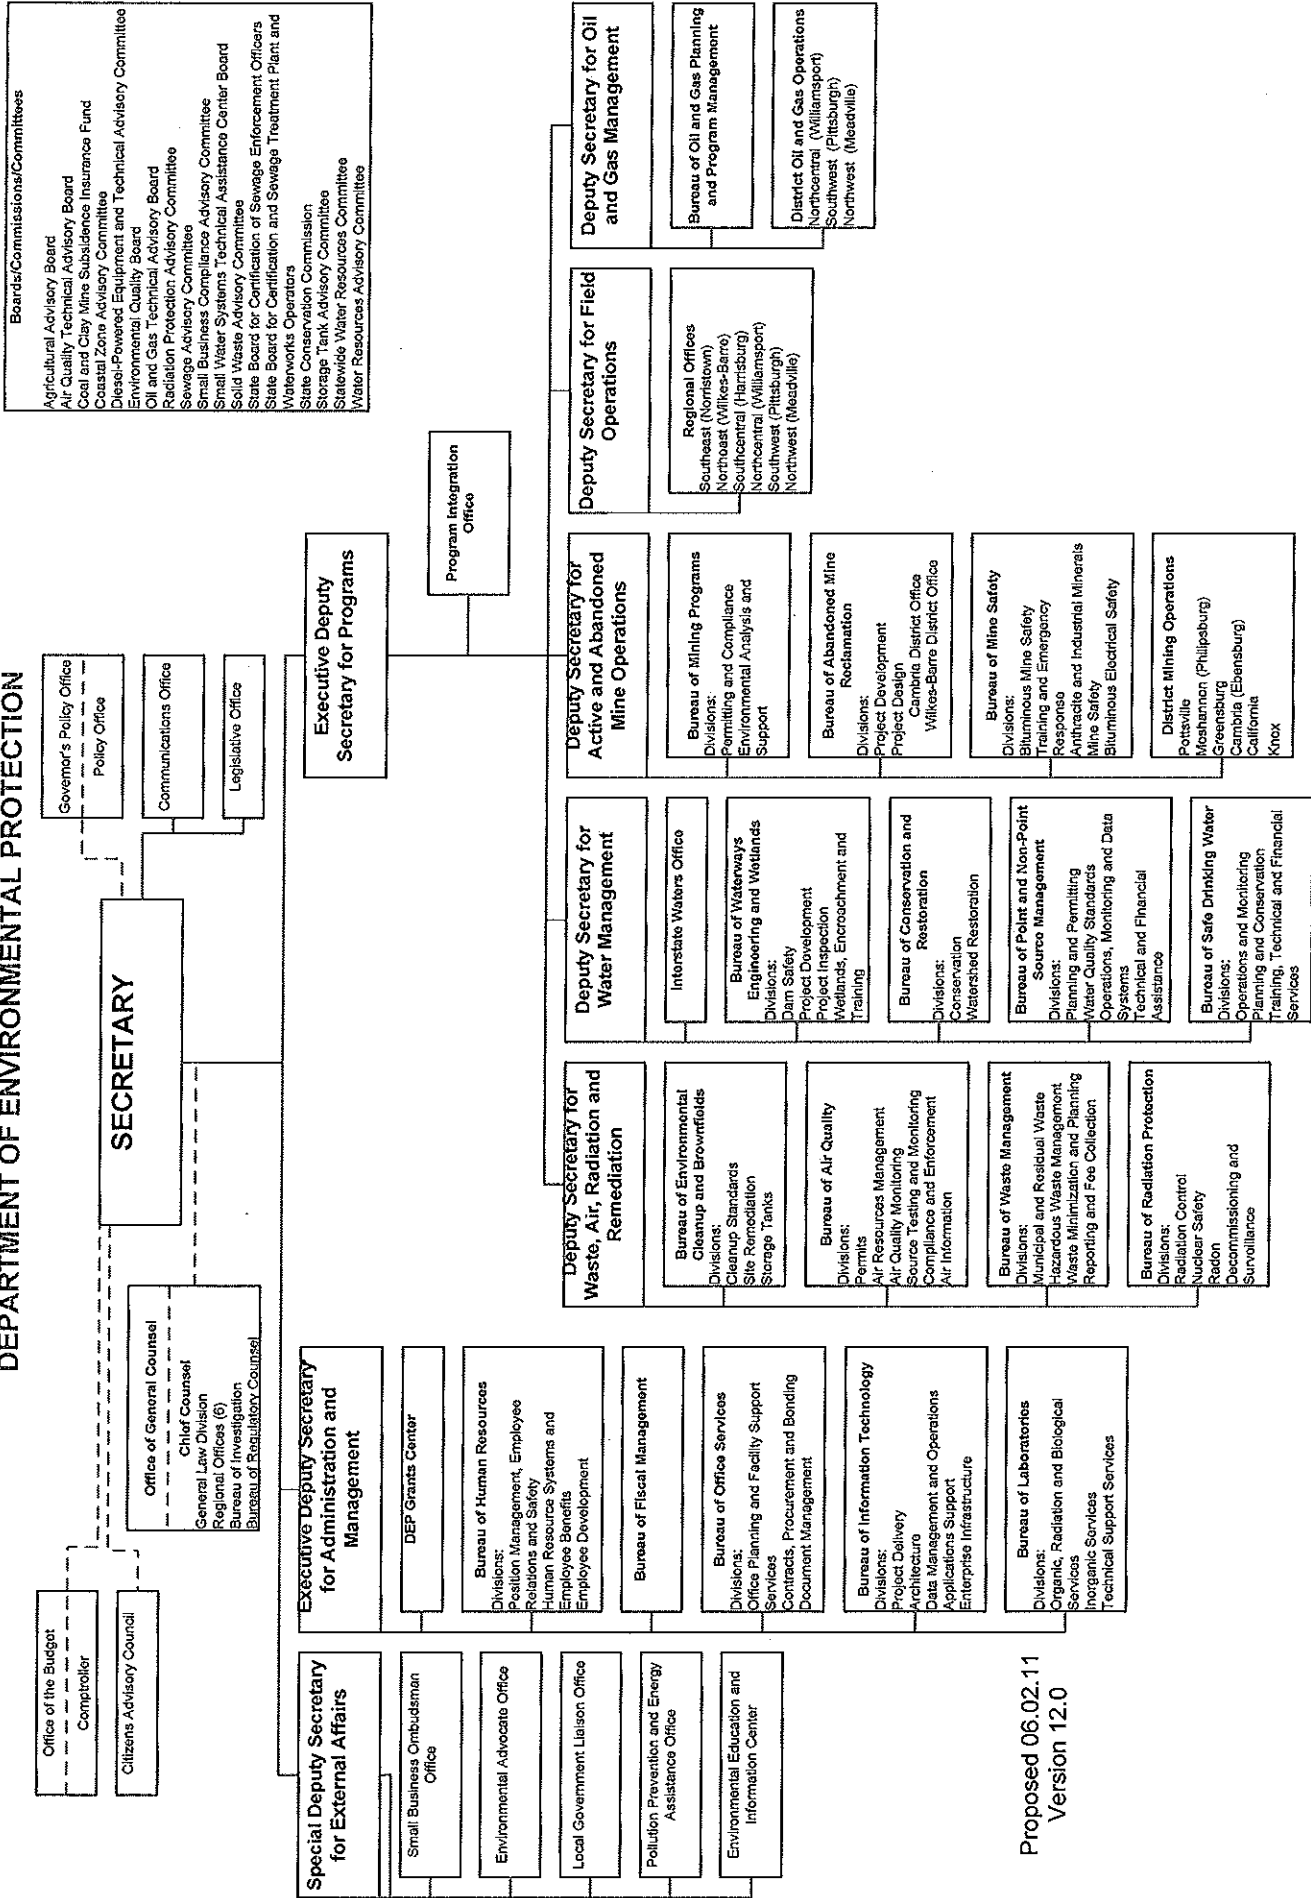 DEPARTMENT OF ENVIRONMENTAL PROTECTION
SECRETARY
Office of the Budget
Comptroller
Citizens Advisory Council
Office of General Counsel
Chief Counsel
General Law Division
Regional Offices (6)
Bureau of Investigation
Bureau of Regulatory Counsel
Governor's Policy Office
Policy Office
Communications Office
Legislative Office
Boards/Commissions/Committees
Agricultural Advisory Board
Air Quality Technical Advisory Board
Coal and Clay Mine Subsidence Insurance Fund
Coastal Zone Advisory Committee
Diesel-Powered Equipment and Technical Advisory Committee
Environmental Quality Board
Oil and Gas Technical Advisory Board
Radiation Protection Advisory Committee
Sewage Advisory Committee
Small Business Compliance Advisory Committee
Small Water Systems Technical Assistance Center Board
Solid Waste Advisory Committee
State Board for Certification of Sewage Enforcement Officers
State Board for Certification and Sewage Treatment Plant and
Waterworks Operators
State Conservation Commission
Storage Tank Advisory Committee
Statewide Water Resources Committee
Water Resources Advisory Committee
Special Deputy Secretary
for External Affairs
Small Business Ombudsman
Office
Environmental Advocate Office
Local Government Liaison Office
Pollution Prevention and Energy
Assistance Office
Environmental Education and
Information Center
Executive Deputy Secretary
for Administration and
Management
DEP Grants Center
Bureau of Human Resources
Divisions:
Position Management, Employee
Relations and Safety
Human Resource Systems and
Employee Benefits
Employee Development
Bureau of Fiscal Management
Bureau of Office Services
Divisions:
Office Planning and Facility Support
Services
Contracts, Procurement and Bonding
Document Management
Bureau of Information Technology
Divisions:
Project Delivery
Architecture
Data Management and Operations
Applications Support
Enterprise Infrastructure
Bureau of Laboratories
Divisions:
Organic, Radiation and Biological
Services
Inorganic Services
Technical Support Services
Executive Deputy
Secretary for Programs
Program Integration
Office
Deputy Secretary for
Waste, Air, Radiation and
Remediation
Bureau of Environmental
Cleanup and Brownfields
Divisions:
Cleanup Standards
Site Remediation
Storage Tanks
Bureau of Air Quality
Divisions:
Permits
Air Resources Management
Air Quality Monitoring
Source Testing and Monitoring
Compliance and Enforcement
Air Information
Bureau of Waste Management
Divisions:
Municipal and Residual Waste
Hazardous Waste Management
Waste Minimization and Planning
Reporting and Fee Collection
Bureau of Radiation Protection
Divisions:
Radiation Control
Nuclear Safety
Radon
Decommissioning and
Surveillance
Deputy Secretary for
Water Management
Interstate Waters Office
Bureau of Waterways
Engineering and Wetlands
Divisions:
Dam Safety
Project Development
Project Inspection
Wetlands, Encroachment and
Training
Bureau of Conservation and
Restoration
Divisions:
Conservation
Watershed Restoration
Bureau of Point and Non-Point
Source Management
Divisions:
Planning and Permitting
Water Quality Standards
Operations, Monitoring and Data
Systems
Technical and Financial
Assistance
Bureau of Safe Drinking Water
Divisions:
Operations and Monitoring
Planning and Conservation
Training, Technical and Financial
Services
Deputy Secretary for
Active and Abandoned
Mine Operations
Bureau of Mining Programs
Divisions:
Permitting and Compliance
Environmental Analysis and
Support
Bureau of Abandoned Mine
Reclamation
Divisions:
Project Development
Project Design
Cambria District Office
Wilkes-Barre District Office
Bureau of Mine Safety
Divisions:
Bituminous Mine Safety
Training and Emergency
Response
Anthracite and Industrial Minerals
Mine Safety
Bituminous Electrical Safety
District Mining Operations
Pottsville
Moshannon (Philipsburg)
Greensburg
Cambria (Ebensburg)
California
Knox
Deputy Secretary for Field
Operations
Regional Offices
Southeast (Norristown)
Northeast (Wilkes-Barre)
Southcentral (Harrisburg)
Northcentral (Williamsport)
Southwest (Pittsburgh)
Northwest (Meadville)
Deputy Secretary for Oil
and Gas Management
Bureau of Oil and Gas Planning
and Program Management
District Oil and Gas Operations
Northcentral (Williamsport)
Southwest (Pittsburgh)
Northwest (Meadville)
Proposed 06.02.11
Version 12.0